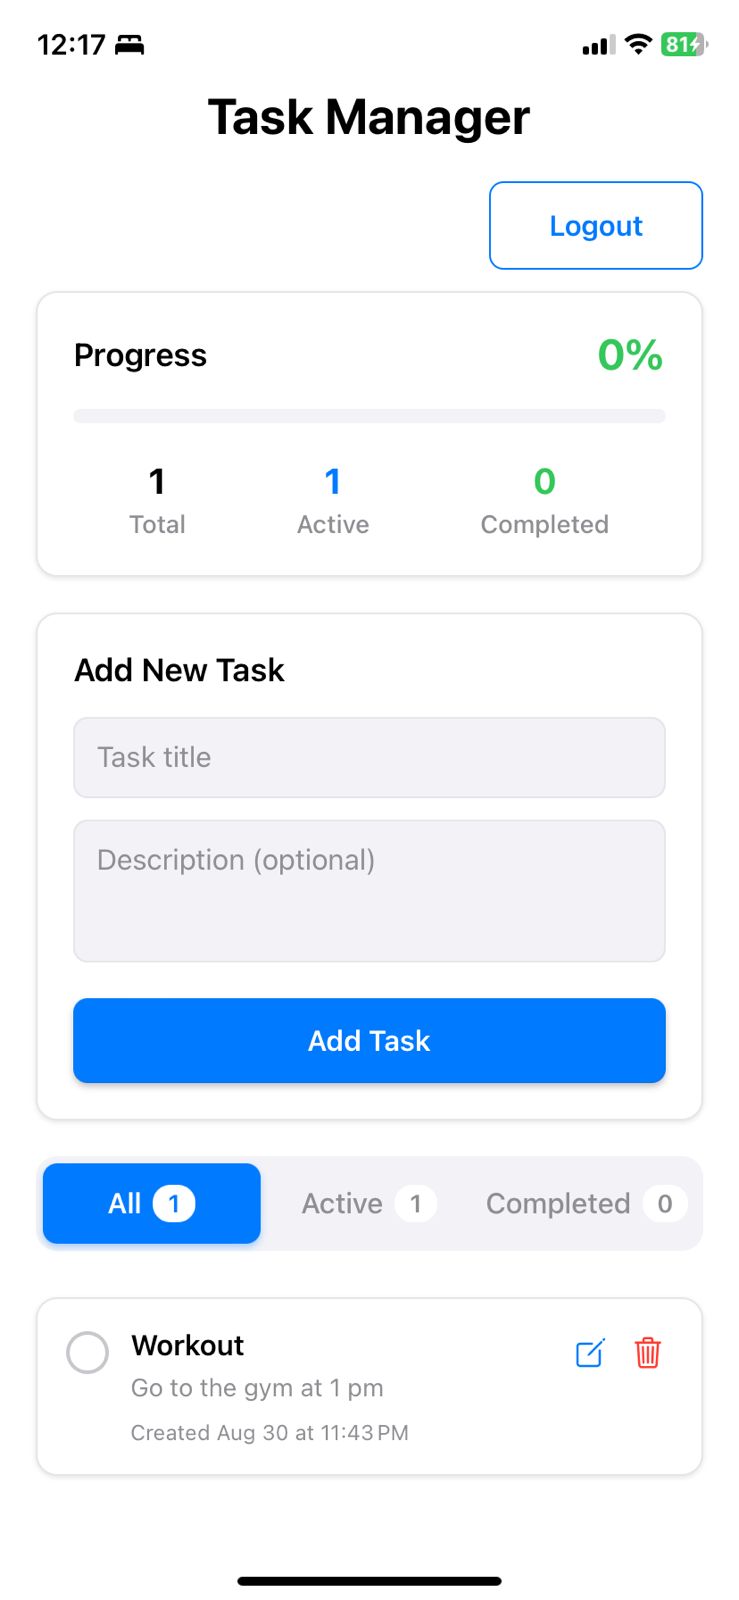 12:17
81
Task Manager
Logout
Progress 0%
1 1 0
Total Active Completed
Add New Task
Task title
Description (optional)
Add Task
All 1 Active 1 Completed 0
Workout
Go to the gym at 1 pm
Created Aug 30 at 11:43 PM